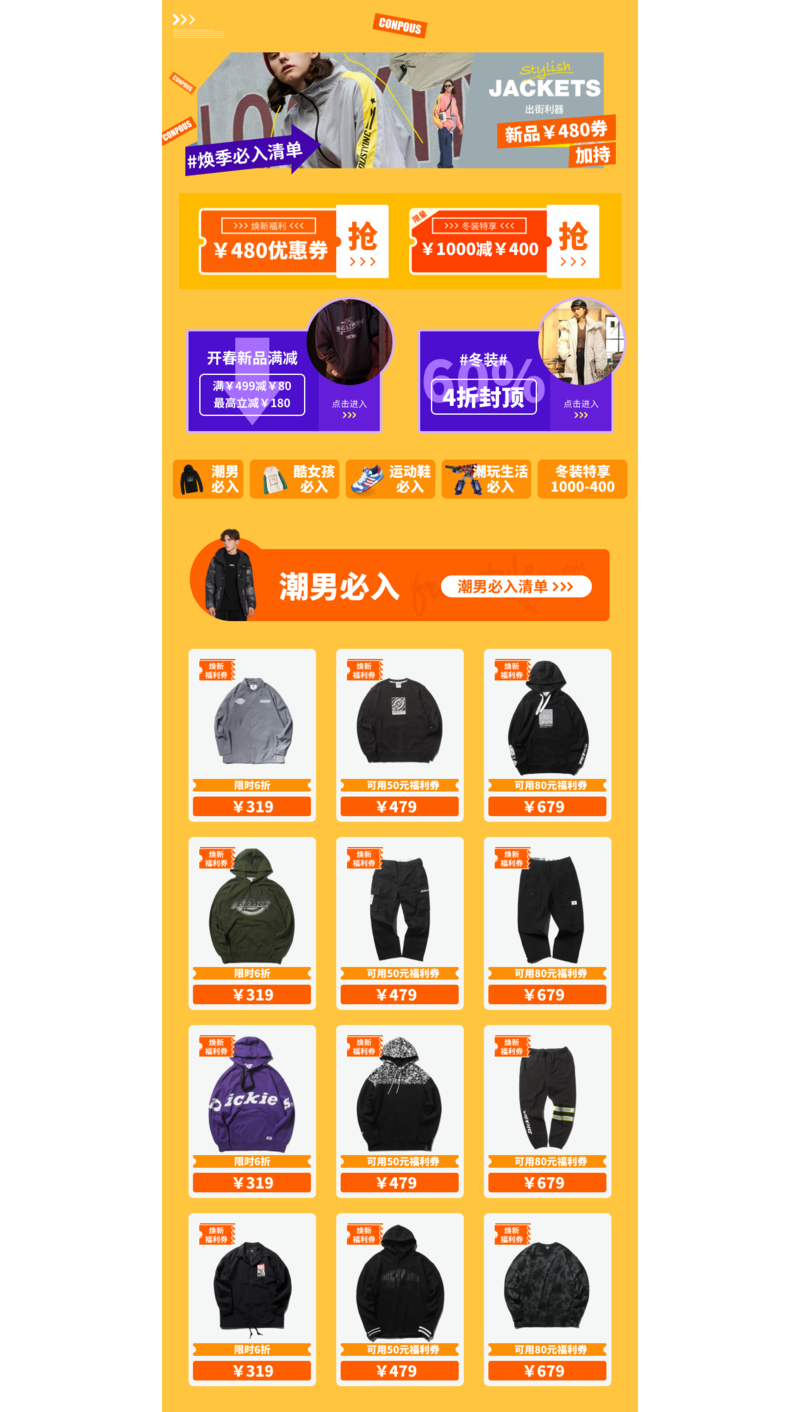 CONPOUS
CONPOUS
CONPOUS
Stylish
JACKETS
出街利器
新品￥480券
加持
#焕季必入清单
>>> 焕新福利 <<<
￥480优惠券
抢
>>>
限量
>>> 冬装特享 <<<
￥1000减￥400
抢
>>>
开春新品满减
满￥499减￥80
最高立减￥180
点击进入
>>>
#冬装#
60%
4折封顶
点击进入
>>>
潮男
必入
酷女孩
必入
运动鞋
必入
潮玩生活
必入
冬装特享
1000-400
潮男必入
潮男必入清单 >>>
焕新
福利券
限时6折
￥319
焕新
福利券
可用50元福利券
￥479
焕新
福利券
可用80元福利券
￥679
焕新
福利券
限时6折
￥319
焕新
福利券
可用50元福利券
￥479
焕新
福利券
可用80元福利券
￥679
焕新
福利券
Dickies
限时6折
￥319
焕新
福利券
可用50元福利券
￥479
焕新
福利券
可用80元福利券
￥679
焕新
福利券
限时6折
￥319
焕新
福利券
可用50元福利券
￥479
焕新
福利券
可用80元福利券
￥679